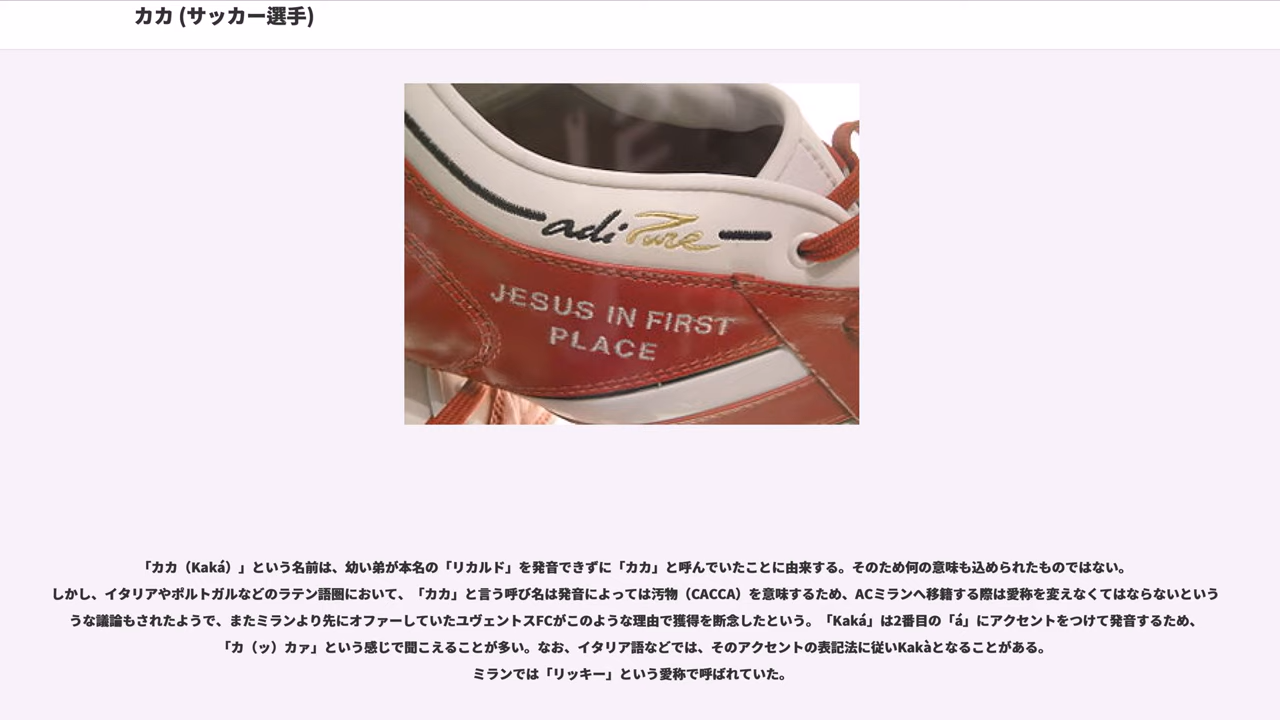 カカ (サッカー選手)
adiPure
JESUS IN FIRST
PLACE
「カカ（Kaká）」という名前は、幼い弟が本名の「リカルド」を発音できずに「カカ」と呼んでいたことに由来する。そのため何の意味も込められたものではない。
しかし、イタリアやポルトガルなどのラテン語圏において、「カカ」と言う呼び名は発音によっては汚物（CACCA）を意味するため、ACミランへ移籍する際は愛称を変えなくてはならないという
うな議論もされたようで、またミランより先にオファーしていたユヴェントスFCがこのような理由で獲得を断念したという。「Kaká」は2番目の「á」にアクセントをつけて発音するため、
「カ（ッ）カァ」という感じで聞こえることが多い。なお、イタリア語などでは、そのアクセントの表記法に従いKakàとなることがある。
ミランでは「リッキー」という愛称で呼ばれていた。